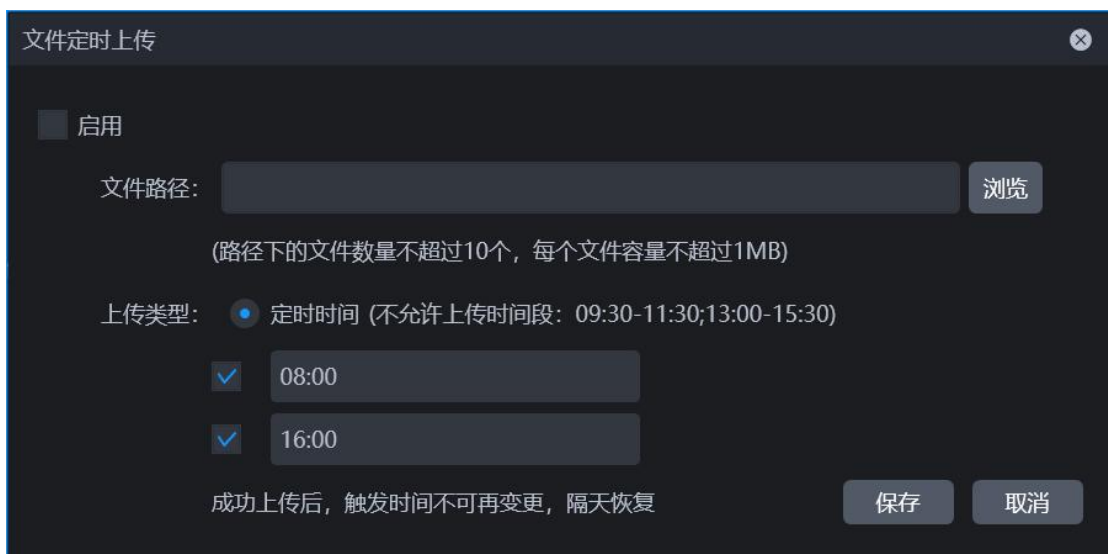 文件定时上传
启用
文件路径： 浏览
(路径下的文件数量不超过10个，每个文件容量不超过1MB)
上传类型： 定时时间 (不允许上传时间段：09:30-11:30;13:00-15:30)
08:00
16:00
成功上传后，触发时间不可再变更，隔天恢复 保存 取消